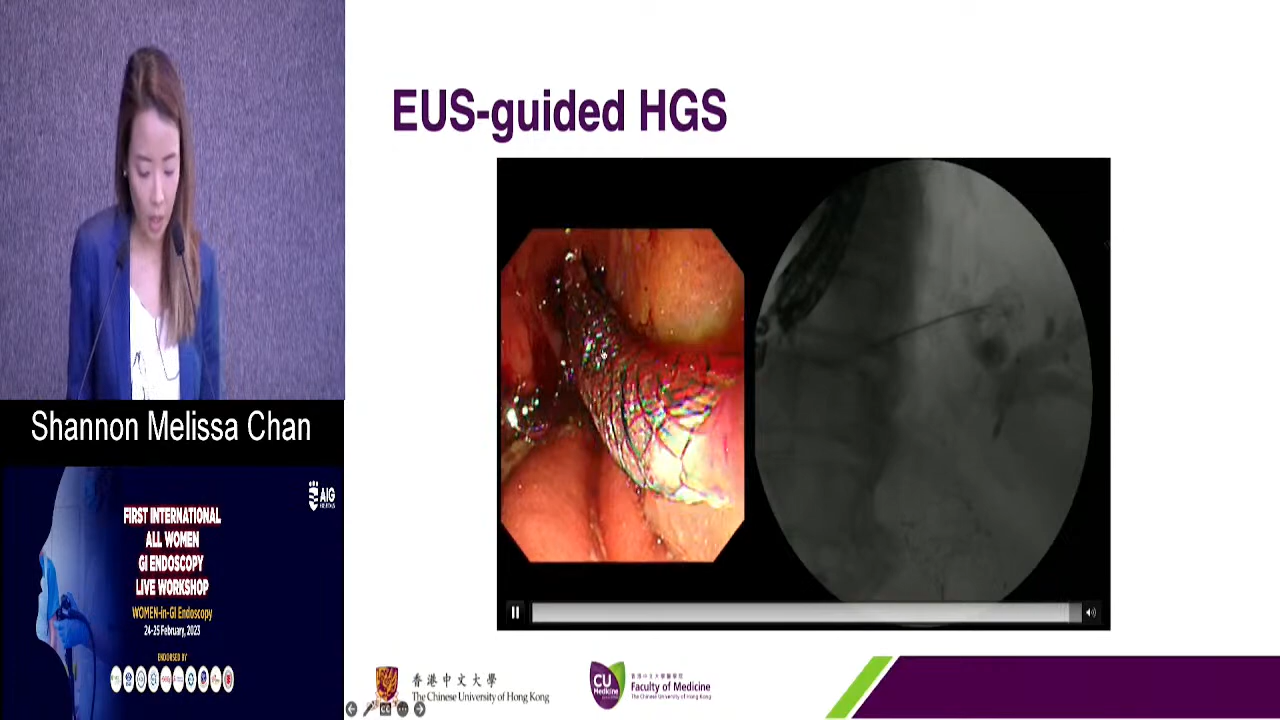 EUS-guided HGS
Shannon Melissa Chan
AIG
HOSPITALS
FIRST INTERNATIONAL
ALL WOMEN
GI ENDOSCOPY
LIVE WORKSHOP
WOMEN-in-GI Endoscopy
24-25 February, 2023
ENDORSED BY
香港中文大學
The Chinese University of Hong Kong
CU
Medicine
香港中文大學醫學院
Faculty of Medicine
The Chinese University of Hong Kong